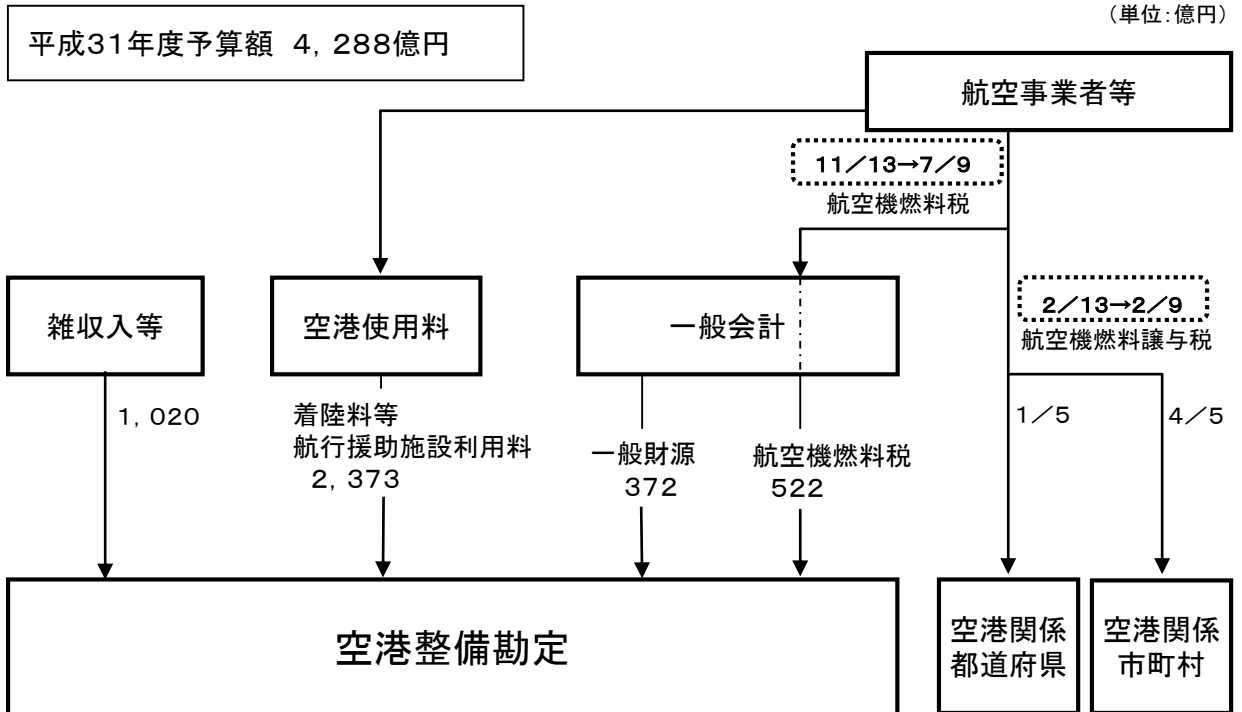 (単位:億円)
平成31年度予算額 4,288億円
航空事業者等
11/13→7/9
航空機燃料税
2/13→2/9
航空機燃料譲与税
雑収入等
空港使用料
一般会計
1,020
着陸料等
航行援助施設利用料
2,373
一般財源
372
航空機燃料税
522
1/5
4/5
空港整備勘定
空港関係
都道府県
空港関係
市町村